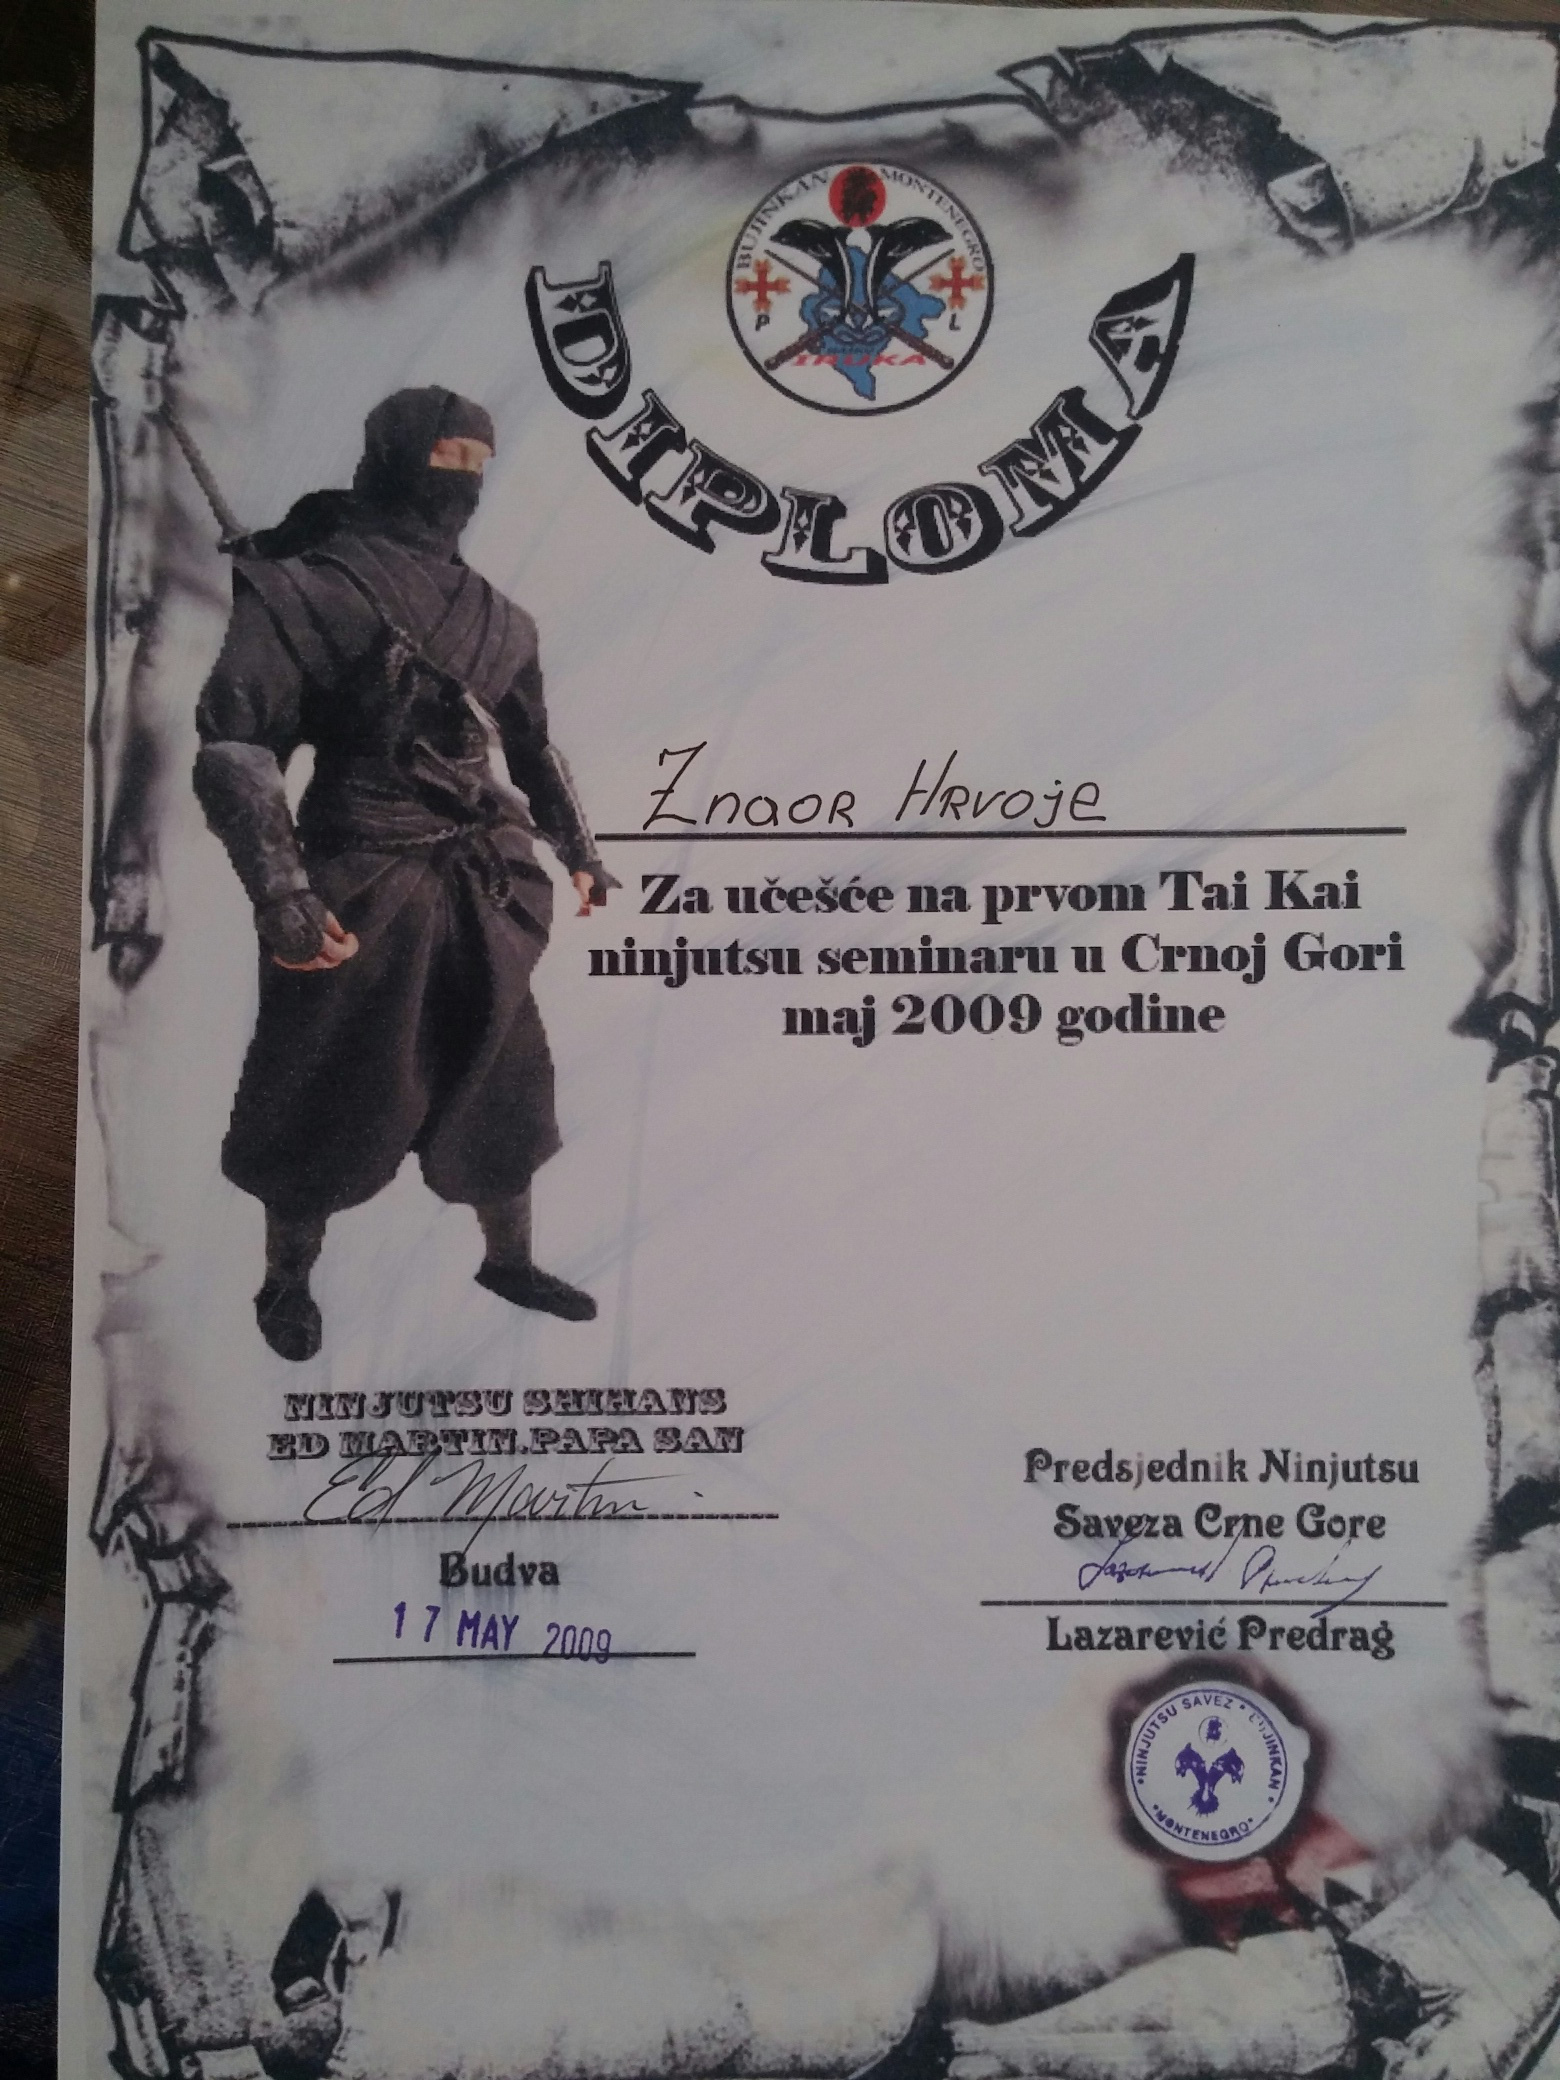 BUJINKAN MONTENEGRO
P L
IRUKA
DIPLOMA
Znaor Hrvoje
Za učešće na prvom Tai Kai
ninjutsu seminaru u Crnoj Gori
maj 2009 godine
NINJUTSU SHIHANS
ED MARTIN.PAPA SAN
Ed Martin
Budva
17 MAY 2009
Predsjednik Ninjutsu
Saveza Crne Gore
Lazarević Predrag
NINJUTSU SAVEZ • BUJINKAN •
• MONTENEGRO •